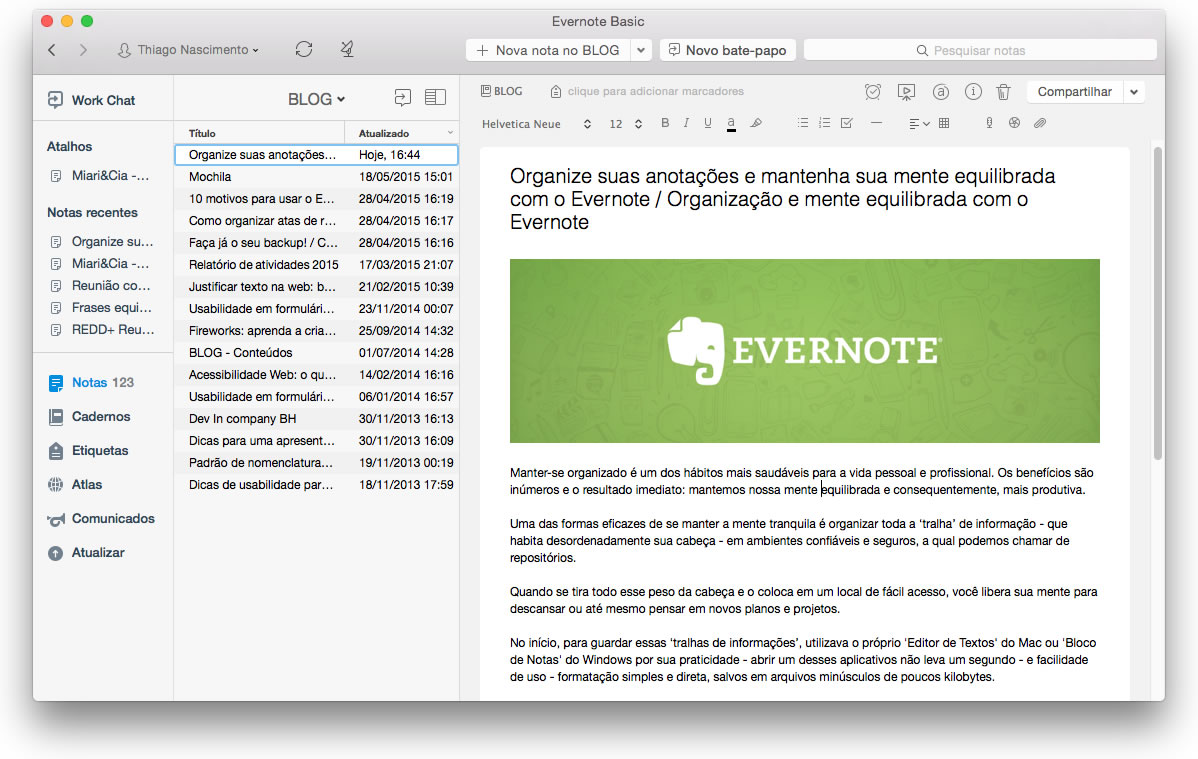 Evernote Basic
Thiago Nascimento
Nova nota no BLOG
Novo bate-papo
Pesquisar notas
Work Chat
Atalhos
Miari&Cia -...
Notas recentes
Organize su...
Miari&Cia -...
Reunião co...
Frases equi...
REDD+ Reu...
Notas 123
Cadernos
Etiquetas
Atlas
Comunicados
Atualizar
BLOG
Título Atualizado
Organize suas anotações... Hoje, 16:44
Mochila 18/05/2015 15:01
10 motivos para usar o E... 28/04/2015 16:19
Como organizar atas de r... 28/04/2015 16:17
Faça já o seu backup! / C... 28/04/2015 16:16
Relatório de atividades 2015 17/03/2015 21:07
Justificar texto na web: b... 21/02/2015 10:39
Usabilidade em formulári... 23/11/2014 00:07
Fireworks: aprenda a cria... 25/09/2014 14:32
BLOG - Conteúdos 01/07/2014 14:28
Acessibilidade Web: o qu... 14/02/2014 16:16
Usabilidade em formulári... 06/01/2014 16:57
Dev In company BH 30/11/2013 16:13
Dicas para uma apresent... 30/11/2013 16:09
Padrão de nomenclatura... 19/11/2013 00:19
Dicas de usabilidade par... 18/11/2013 17:59
BLOG clique para adicionar marcadores
Compartilhar
Helvetica Neue 12 B I U a
Organize suas anotações e mantenha sua mente equilibrada
com o Evernote / Organização e mente equilibrada com o
Evernote
EVERNOTE®
Manter-se organizado é um dos hábitos mais saudáveis para a vida pessoal e profissional. Os benefícios são
inúmeros e o resultado imediato: mantemos nossa mente equilibrada e consequentemente, mais produtiva.
Uma das formas eficazes de se manter a mente tranquila é organizar toda a ‘tralha’ de informação - que
habita desordenadamente sua cabeça - em ambientes confiáveis e seguros, a qual podemos chamar de
repositórios.
Quando se tira todo esse peso da cabeça e o coloca em um local de fácil acesso, você libera sua mente para
descansar ou até mesmo pensar em novos planos e projetos.
No início, para guardar essas 'tralhas de informações', utilizava o próprio 'Editor de Textos' do Mac ou 'Bloco
de Notas' do Windows por sua praticidade - abrir um desses aplicativos não leva um segundo - e facilidade
de uso - formatação simples e direta, salvos em arquivos minúsculos de poucos kilobytes.